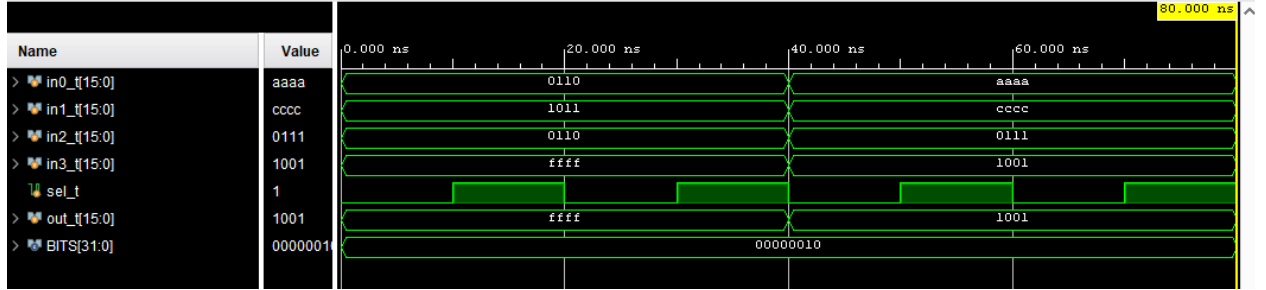 80.000 ns
Name Value 0.000 ns 20.000 ns 40.000 ns 60.000 ns
in0_t[15:0] aaaa 0110 aaaa
in1_t[15:0] cccc 1011 cccc
in2_t[15:0] 0111 0110 0111
in3_t[15:0] 1001 ffff 1001
sel_t 1
out_t[15:0] 1001 ffff 1001
BITS[31:0] 00000010 00000010